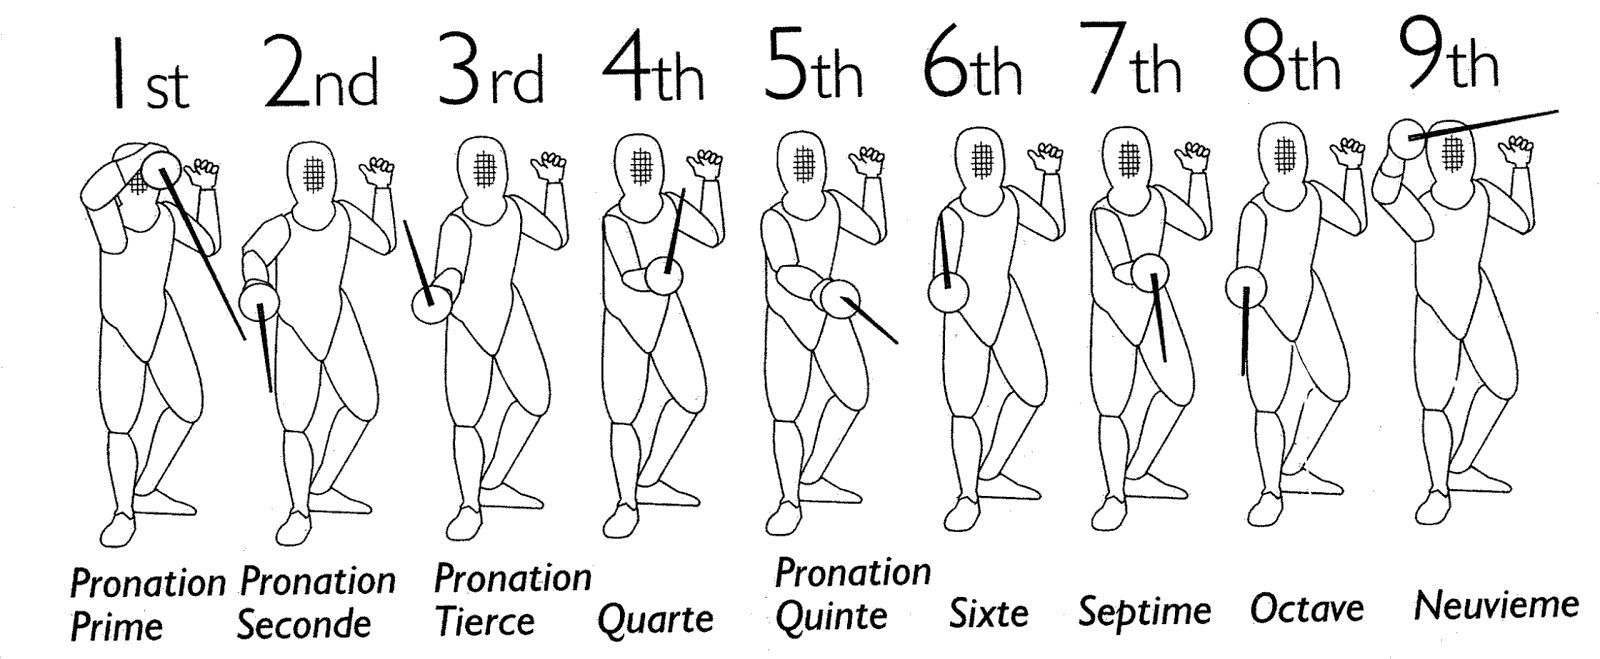 1st 2nd 3rd 4th 5th 6th 7th 8th 9th
Pronation Prime
Pronation Seconde
Pronation Tierce
Quarte
Pronation Quinte
Sixte
Septime
Octave
Neuvieme